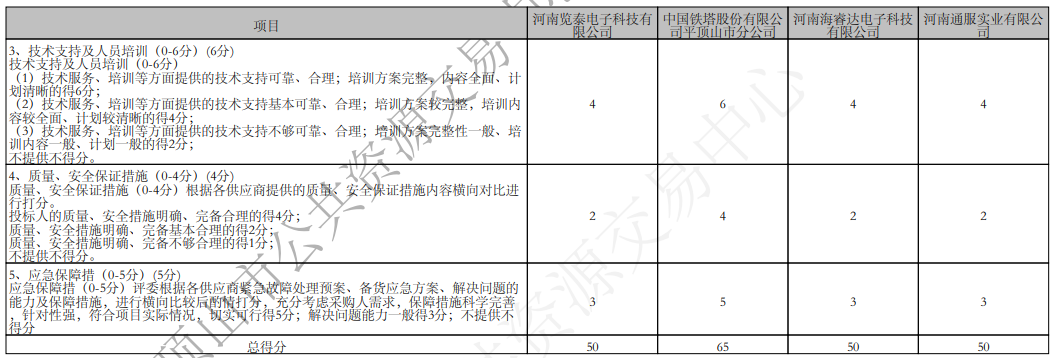 项目
河南览泰电子科技有
限公司
中国铁塔股份有限公
司平顶山市分公司
河南海睿达电子科技
有限公司
河南通服实业有限公
司
3、技术支持及人员培训（0-6分）(6分)
技术支持及人员培训（0-6分）
（1）技术服务、培训等方面提供的技术支持可靠、合理；培训方案完整，内容全面、计
划清晰的得6分；
（2）技术服务、培训等方面提供的技术支持基本可靠、合理；培训方案较完整，培训内
容较全面、计划较清晰的得4分；
（3）技术服务、培训等方面提供的技术支持不够可靠、合理；培训方案完整性一般、培
训内容一般、计划一般的得2分；
不提供不得分。
4
6
4
4
4、质量、安全保证措施（0-4分）(4分)
质量、安全保证措施（0-4分）根据各供应商提供的质量、安全保证措施内容横向对比进
行打分。
投标人的质量、安全措施明确、完备合理的得4分；
质量、安全措施明确、完备基本合理的得2分；
质量、安全措施明确、完备不够合理的得1分；
不提供不得分。
2
4
2
2
5、应急保障措（0-5分）(5分)
应急保障措（0-5分）评委根据各供应商紧急故障处理预案、备货应急方案、解决问题的
能力及保障措施，进行横向比较后酌情打分，充分考虑采购人需求，保障措施科学完善
，针对性强，符合项目实际情况，切实可行得5分；解决问题能力一般得3分；不提供不
得分
3
5
3
3
总得分
50
65
50
50
顶山市公共资源交易
资源交易中心